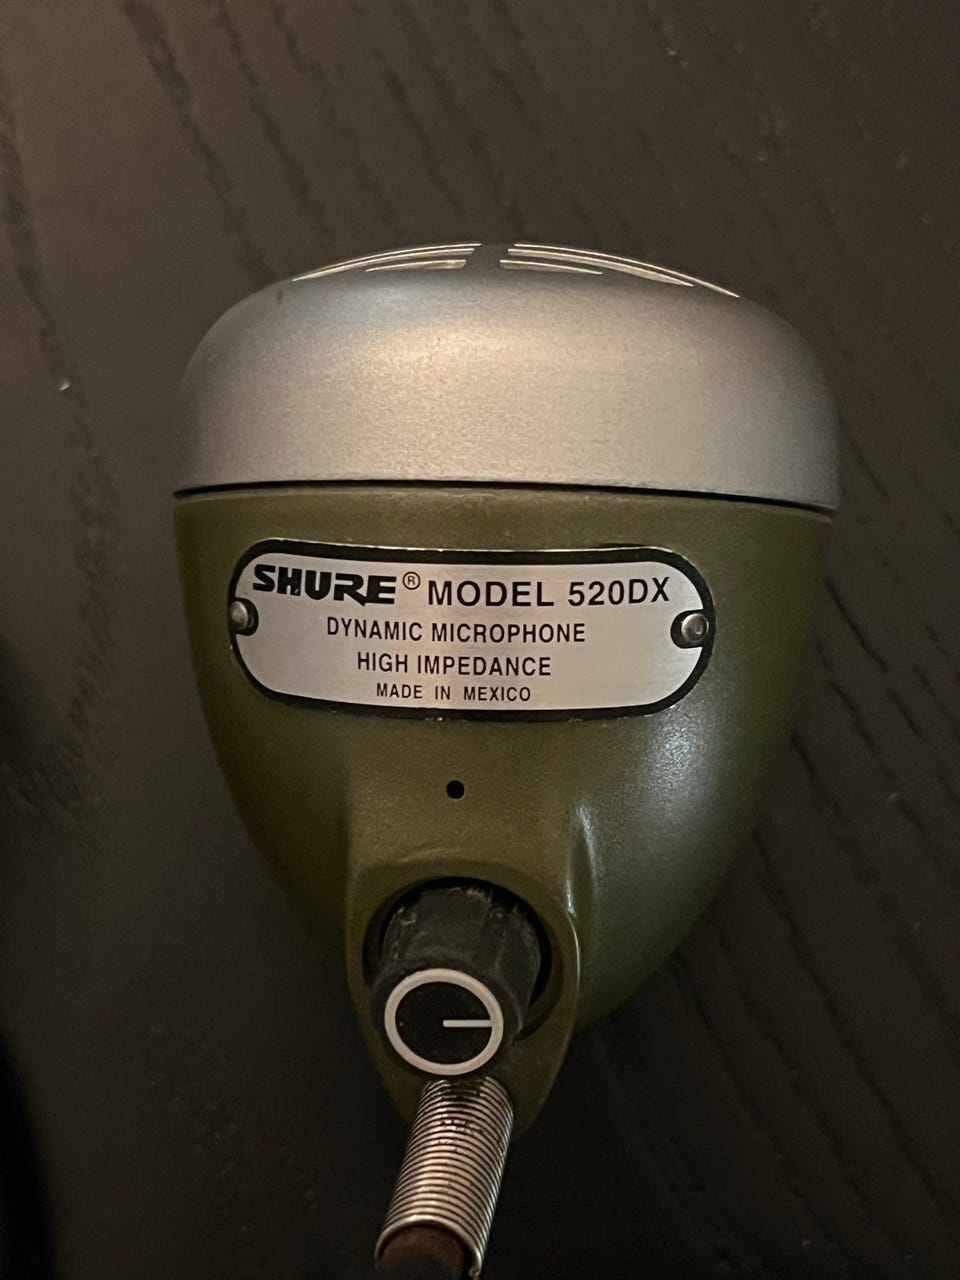 SHURE® MODEL 520DX
DYNAMIC MICROPHONE
HIGH IMPEDANCE
MADE IN MEXICO